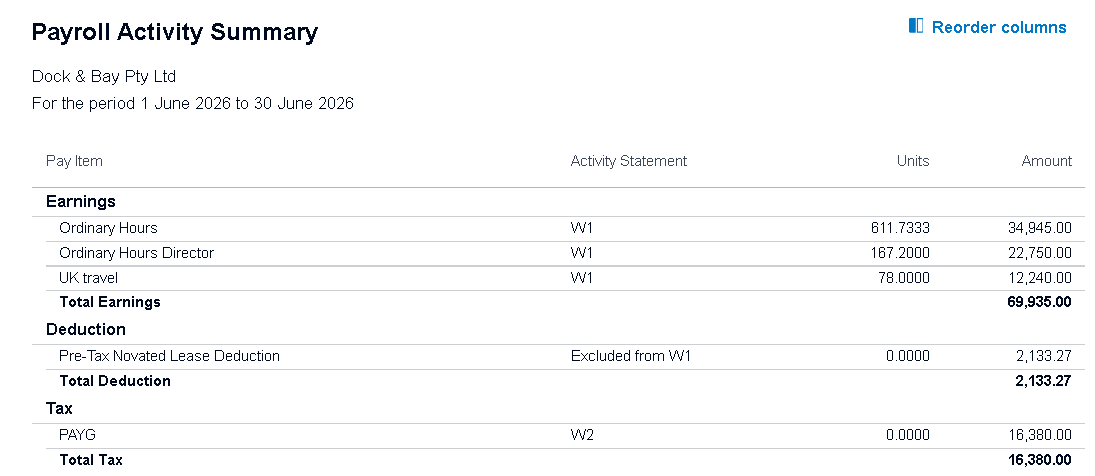 Payroll Activity Summary
Reorder columns
Dock & Bay Pty Ltd
For the period 1 June 2026 to 30 June 2026
Pay Item Activity Statement Units Amount
Earnings
Ordinary Hours W1 611.7333 34,945.00
Ordinary Hours Director W1 167.2000 22,750.00
UK travel W1 78.0000 12,240.00
Total Earnings 69,935.00
Deduction
Pre-Tax Novated Lease Deduction Excluded from W1 0.0000 2,133.27
Total Deduction 2,133.27
Tax
PAYG W2 0.0000 16,380.00
Total Tax 16,380.00